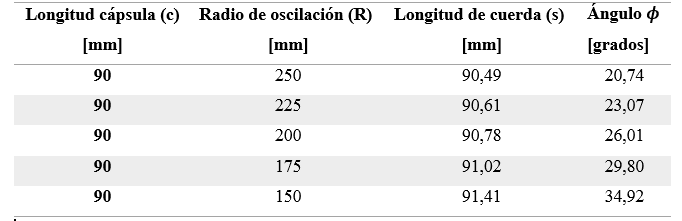 Longitud cápsula (c) Radio de oscilación (R) Longitud de cuerda (s) Ángulo ϕ
[mm] [mm] [mm] [grados]
90 250 90,49 20,74
90 225 90,61 23,07
90 200 90,78 26,01
90 175 91,02 29,80
90 150 91,41 34,92